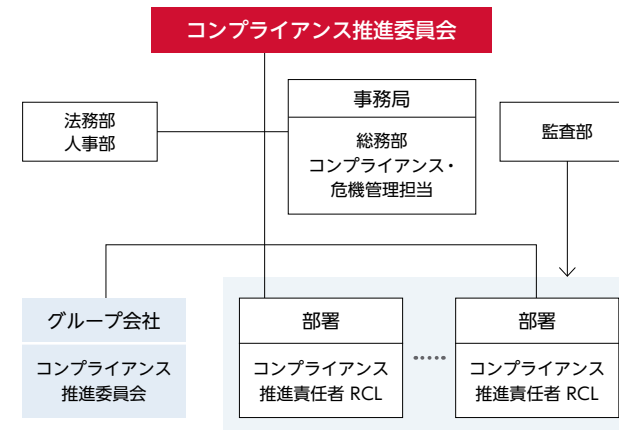 コンプライアンス推進委員会
法務部
人事部
事務局
総務部
コンプライアンス・
危機管理担当
監査部
グループ会社
コンプライアンス
推進委員会
部署
コンプライアンス
推進責任者 RCL
部署
コンプライアンス
推進責任者 RCL